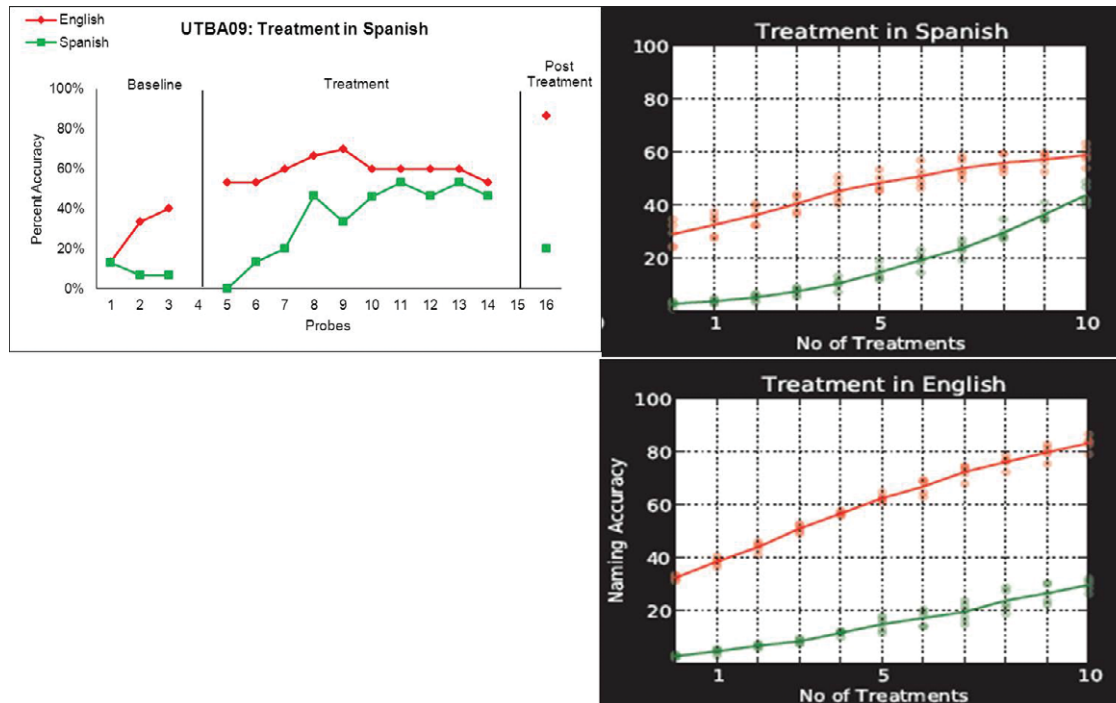 English
Spanish
UTBA09: Treatment in Spanish
Baseline
Treatment
Post
Treatment
Percent Accuracy
100%
80%
60%
40%
20%
0%
1 2 3 4 5 6 7 8 9 10 11 12 13 14 15 16
Probes
Treatment in Spanish
100
80
60
40
20
1 5 10
No of Treatments
Treatment in English
Naming Accuracy
100
80
60
40
20
1 5 10
No of Treatments